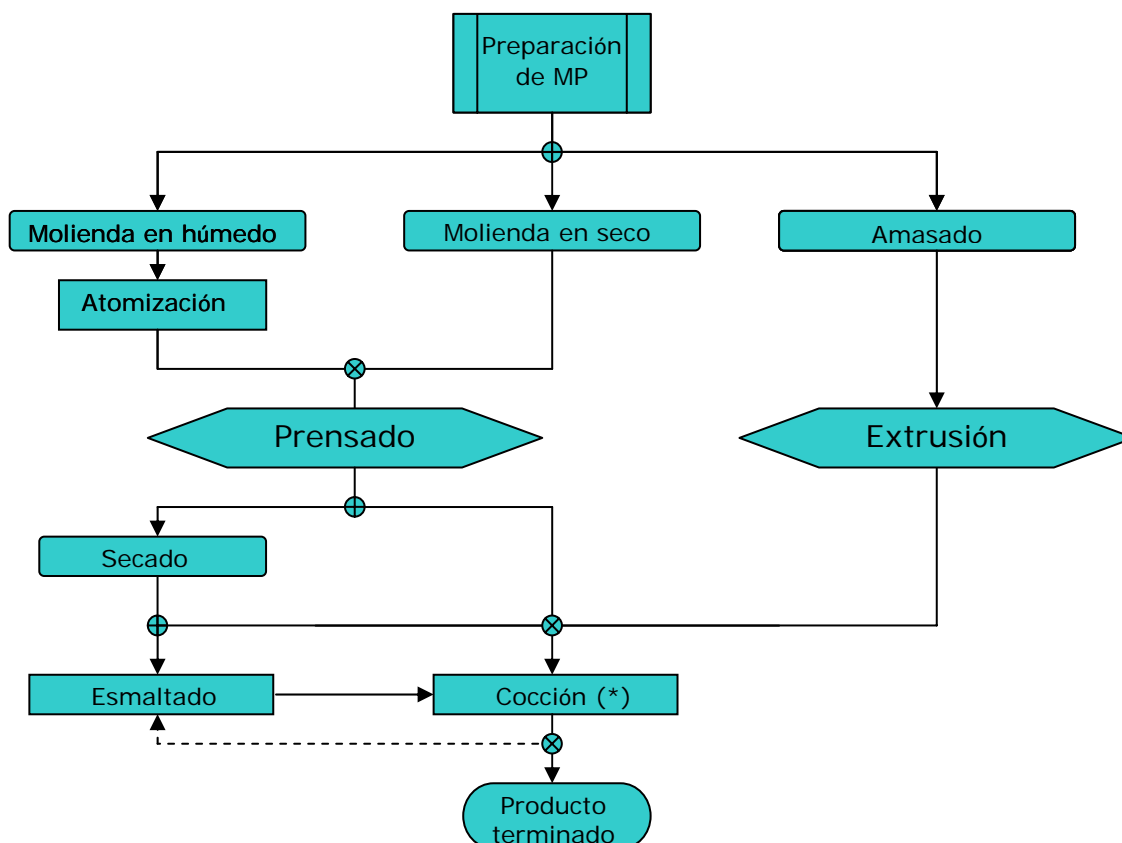 Preparación
de MP
Molienda en húmedo
Molienda en seco
Amasado
Atomización
Prensado
Extrusión
Secado
Esmaltado
Cocción (*)
Producto
terminado